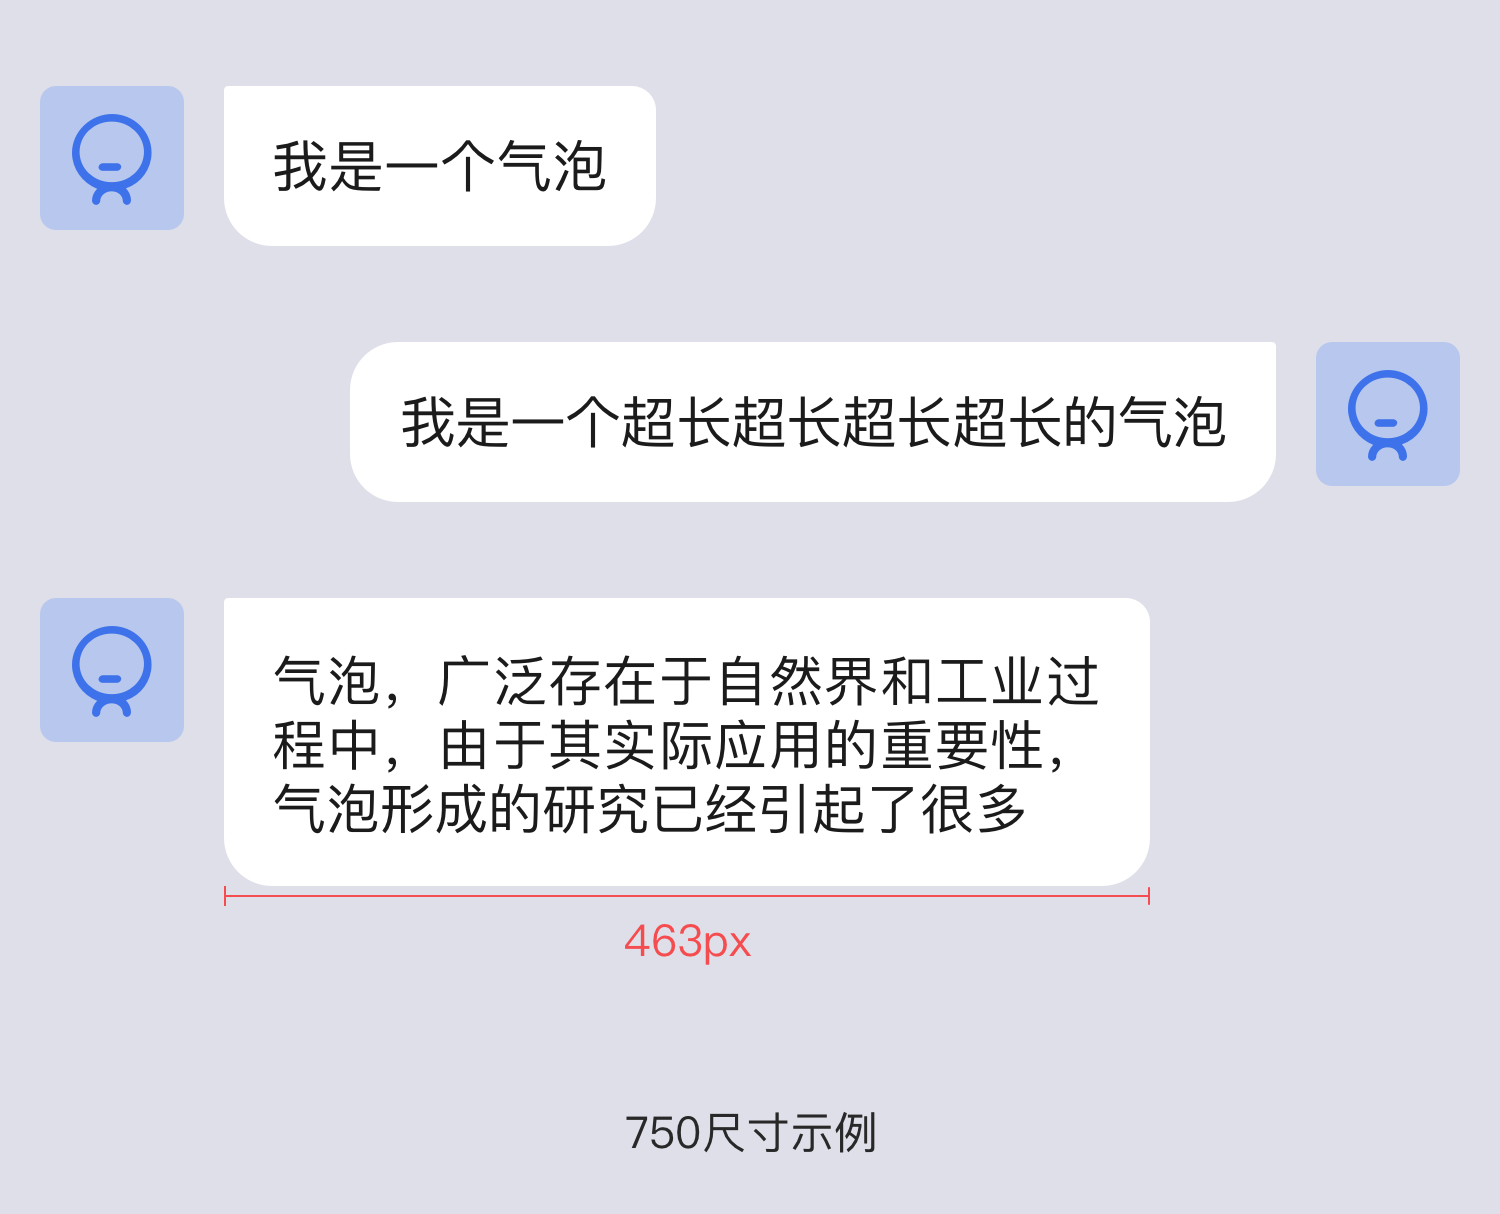 我是一个气泡
我是一个超长超长超长超长的气泡
气泡，广泛存在于自然界和工业过
程中，由于其实际应用的重要性，
气泡形成的研究已经引起了很多
463px
750尺寸示例